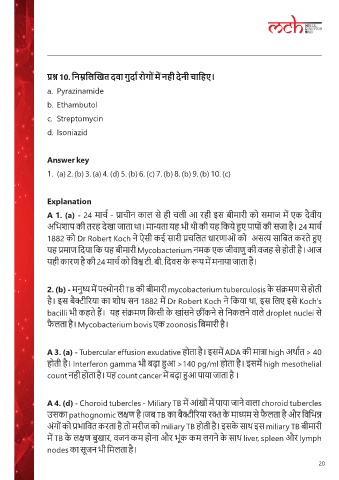 mch
प्रश्न 10. निम्नलिखित दवा गुर्दा रोगों में नही देनी चाहिए।
a. Pyrazinamide
b. Ethambutol
c. Streptomycin
d. Isoniazid
Answer key
1. (a) 2. (b) 3. (a) 4. (d) 5. (b) 6. (c) 7. (b) 8. (b) 9. (b) 10. (c)
Explanation
A 1. (a) - 24 मार्च - प्राचीन काल से ही चली आ रही इस बीमारी को समाज में एक देवीय
अभिशाप की तरह देखा जाता था। मान्यता यह भी थी की यह किये हुए पापों की सजा है। 24 मार्च
1882 को Dr Robert Koch ने ऐसी कई सारी प्रचलित धारणाओं को असत्य साबित करते हुए
यह प्रमाण दिया कि यह बीमारी Mycobacterium नमक एक जीवाणु की वजह से होती है। आज
यही कारण है की 24 मार्च को विश्व टी. बी. दिवस के रूप में मनाया जाता है।
2. (b) - मनुष्य में पल्मोनरी TB की बीमारी mycobacterium tuberculosis के संक्रमण से होती
है। इस बैक्टीरिया का शोध सन 1882 में Dr Robert Koch ने किया था, इस लिए इसे Koch's
bacilli भी कहते हैं। यह संक्रमण किसी के खांसने छींकने से निकलने वाले droplet nuclei से
फैलता है। Mycobacterium bovis एक zoonosis बिमारी है।
A 3. (a) - Tubercular effusion exudative होता है। इसमें ADA की मात्रा high अर्थात > 40
होती है। Interferon gamma भी बढ़ा हुआ >140 pg/ml होता है। इसमें high mesothelial
count नही होता है। यह count cancer में बढ़ा हुआ पाया जाता है ।
A 4. (d) - Choroid tubercles - Miliary TB में आंखों में पाया जाने वाला choroid tubercles
उसका pathognomic लक्षण है।जब TB का बैक्टीरिया रक्त के माध्यम से फैलता है और विभिन्न
अंगों को प्रभावित करता है तो मरीज को miliary TB होती है। इसके साथ इस miliary TB बीमारी
में TB के लक्षण बुखार, वजन कम होना और भूंक कम लगने के साथ liver, spleen और lymph
nodes का सूजन भी मिलता है।
20